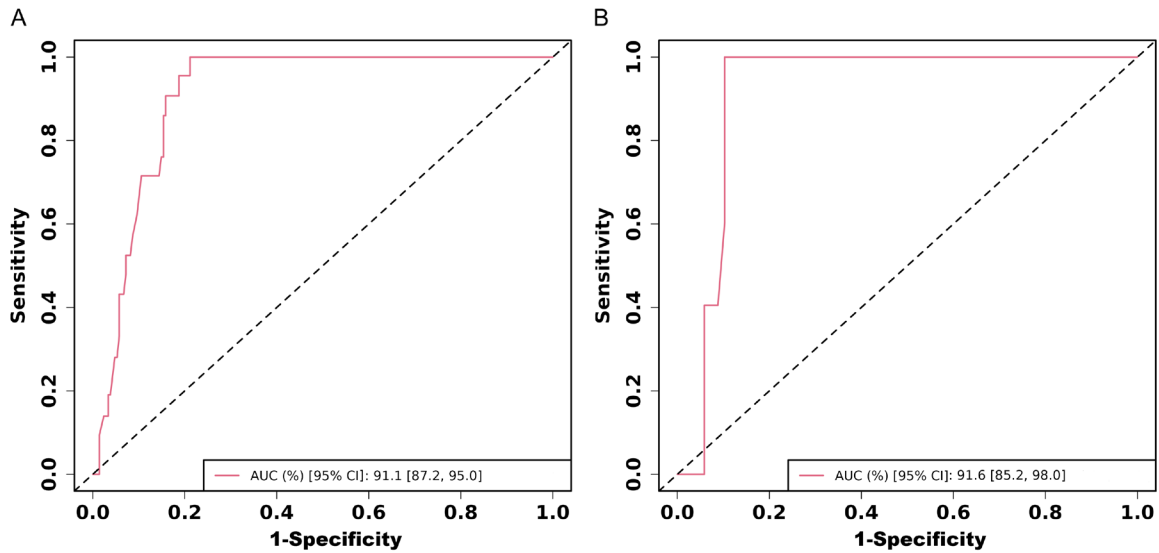 A
Sensitivity
1.0
0.8
0.6
0.4
0.2
0.0
AUC (%) [95% CI]: 91.1 [87.2, 95.0]
0.0 0.2 0.4 0.6 0.8 1.0
1-Specificity
B
Sensitivity
1.0
0.8
0.6
0.4
0.2
0.0
AUC (%) [95% CI]: 91.6 [85.2, 98.0]
0.0 0.2 0.4 0.6 0.8 1.0
1-Specificity